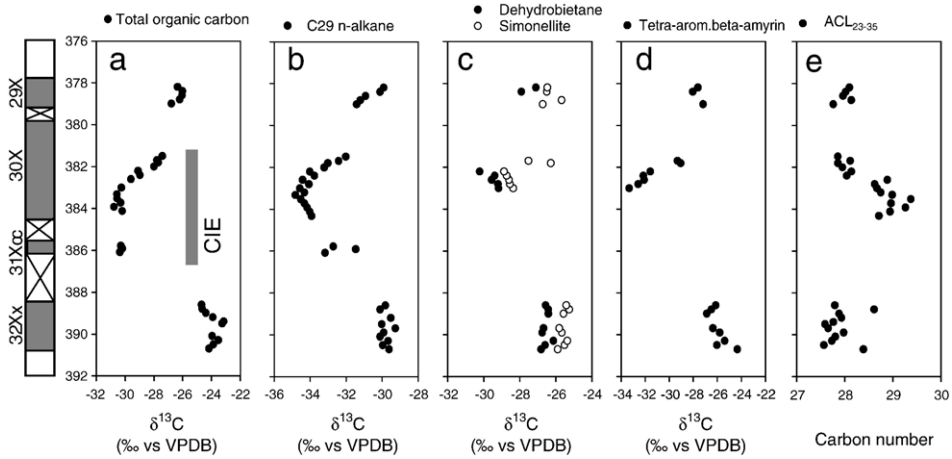 Total organic carbon
C29 n-alkane
Dehydrobietane
Simonellite
Tetra-arom.beta-amyrin
ACL23-35
a
b
c
d
e
376
378
380
382
384
386
388
390
392
29X
30X
31Xcc
32Xx
CIE
-32 -30 -28 -26 -24 -22
-36 -34 -32 -30 -28
-32 -30 -28 -26 -24
-34 -32 -30 -28 -26 -24 -22
27 28 29 30
δ13C
(‰ vs VPDB)
δ13C
(‰ vs VPDB)
δ13C
(‰ vs VPDB)
δ13C
(‰ vs VPDB)
Carbon number